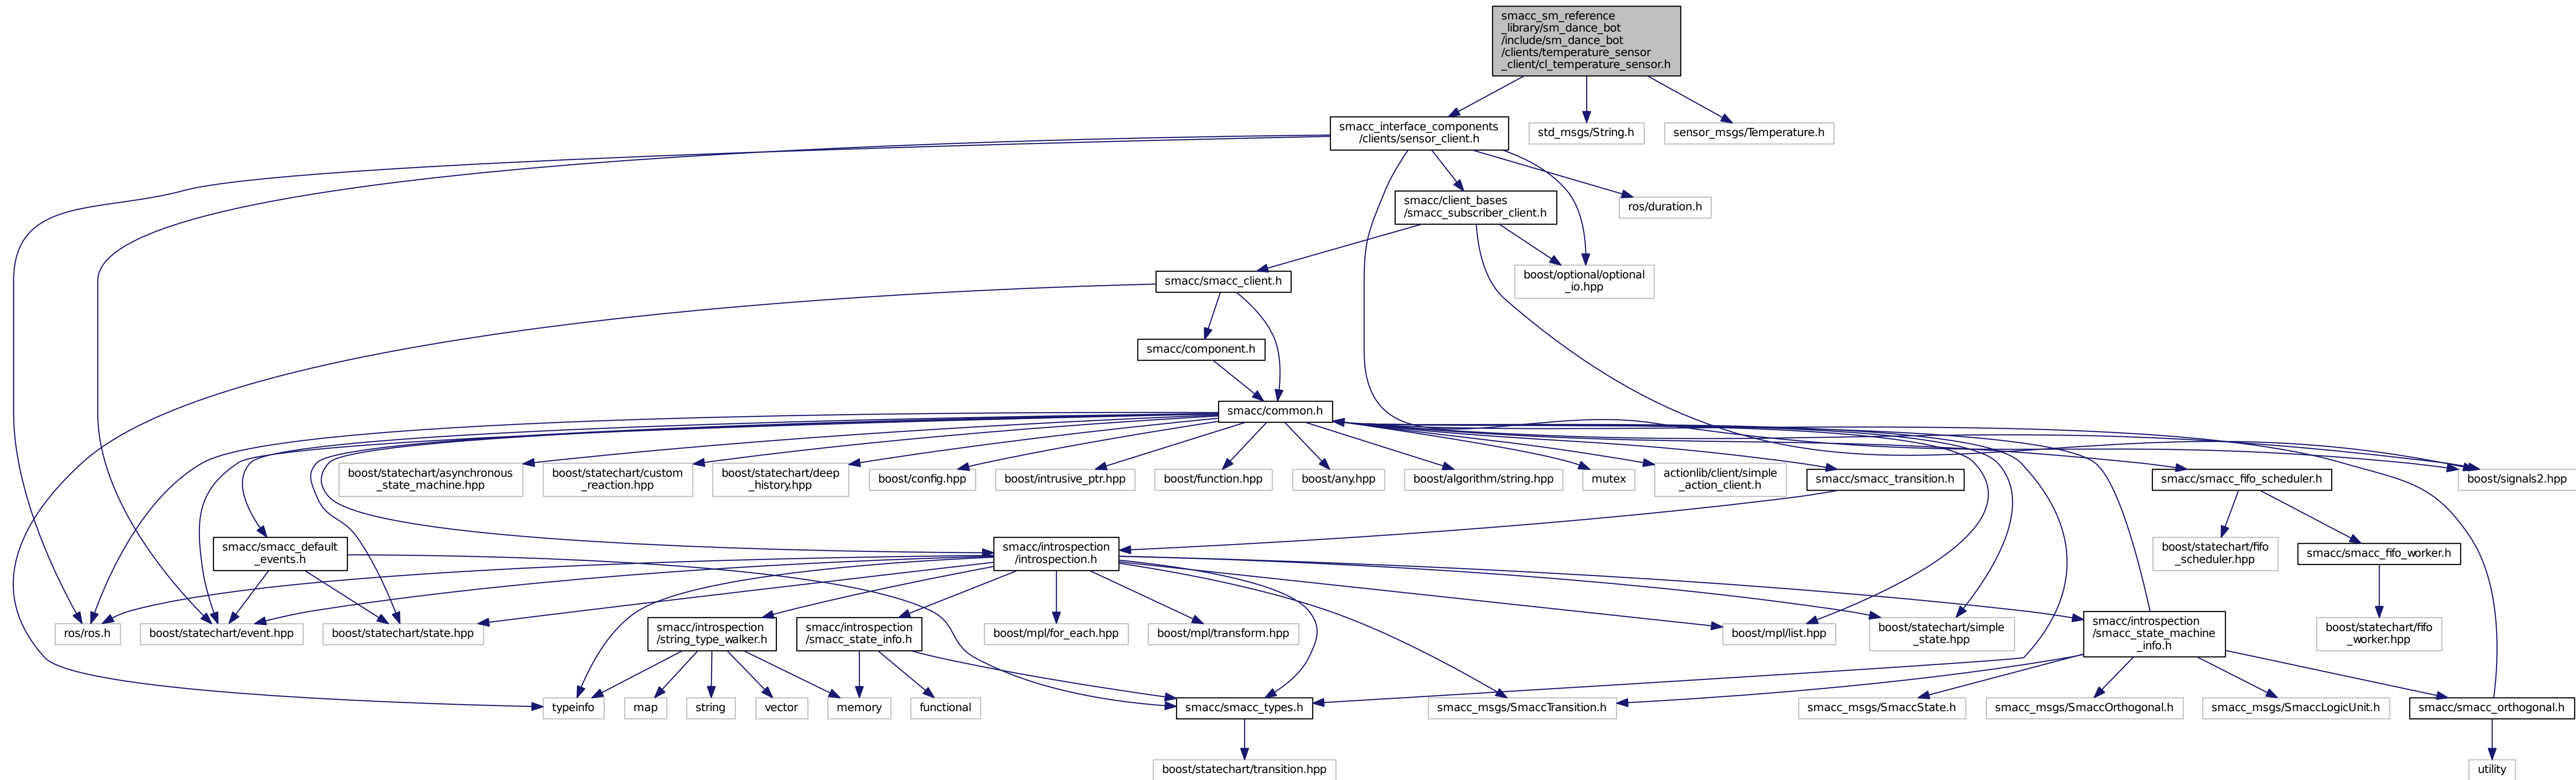 smacc_sm_reference
_library/sm_dance_bot
/include/sm_dance_bot
/clients/temperature_sensor
_client/cl_temperature_sensor.h
smacc_interface_components
/clients/sensor_client.h
std_msgs/String.h
sensor_msgs/Temperature.h
smacc/client_bases
/smacc_subscriber_client.h
ros/duration.h
smacc/smacc_client.h
boost/optional/optional
_io.hpp
smacc/component.h
smacc/common.h
boost/statechart/asynchronous
_state_machine.hpp
boost/statechart/custom
_reaction.hpp
boost/statechart/deep
_history.hpp
boost/config.hpp
boost/intrusive_ptr.hpp
boost/function.hpp
boost/any.hpp
boost/algorithm/string.hpp
mutex
actionlib/client/simple
_action_client.h
smacc/smacc_transition.h
smacc/smacc_fifo_scheduler.h
boost/signals2.hpp
smacc/smacc_default
_events.h
smacc/introspection
/introspection.h
boost/statechart/fifo
_scheduler.hpp
smacc/smacc_fifo_worker.h
ros/ros.h
boost/statechart/event.hpp
boost/statechart/state.hpp
smacc/introspection
/string_type_walker.h
smacc/introspection
/smacc_state_info.h
boost/mpl/for_each.hpp
boost/mpl/transform.hpp
boost/mpl/list.hpp
boost/statechart/simple
_state.hpp
smacc/introspection
/smacc_state_machine
_info.h
boost/statechart/fifo
_worker.hpp
typeinfo
map
string
vector
memory
functional
smacc/smacc_types.h
smacc_msgs/SmaccTransition.h
smacc_msgs/SmaccState.h
smacc_msgs/SmaccOrthogonal.h
smacc_msgs/SmaccLogicUnit.h
smacc/smacc_orthogonal.h
boost/statechart/transition.hpp
utility